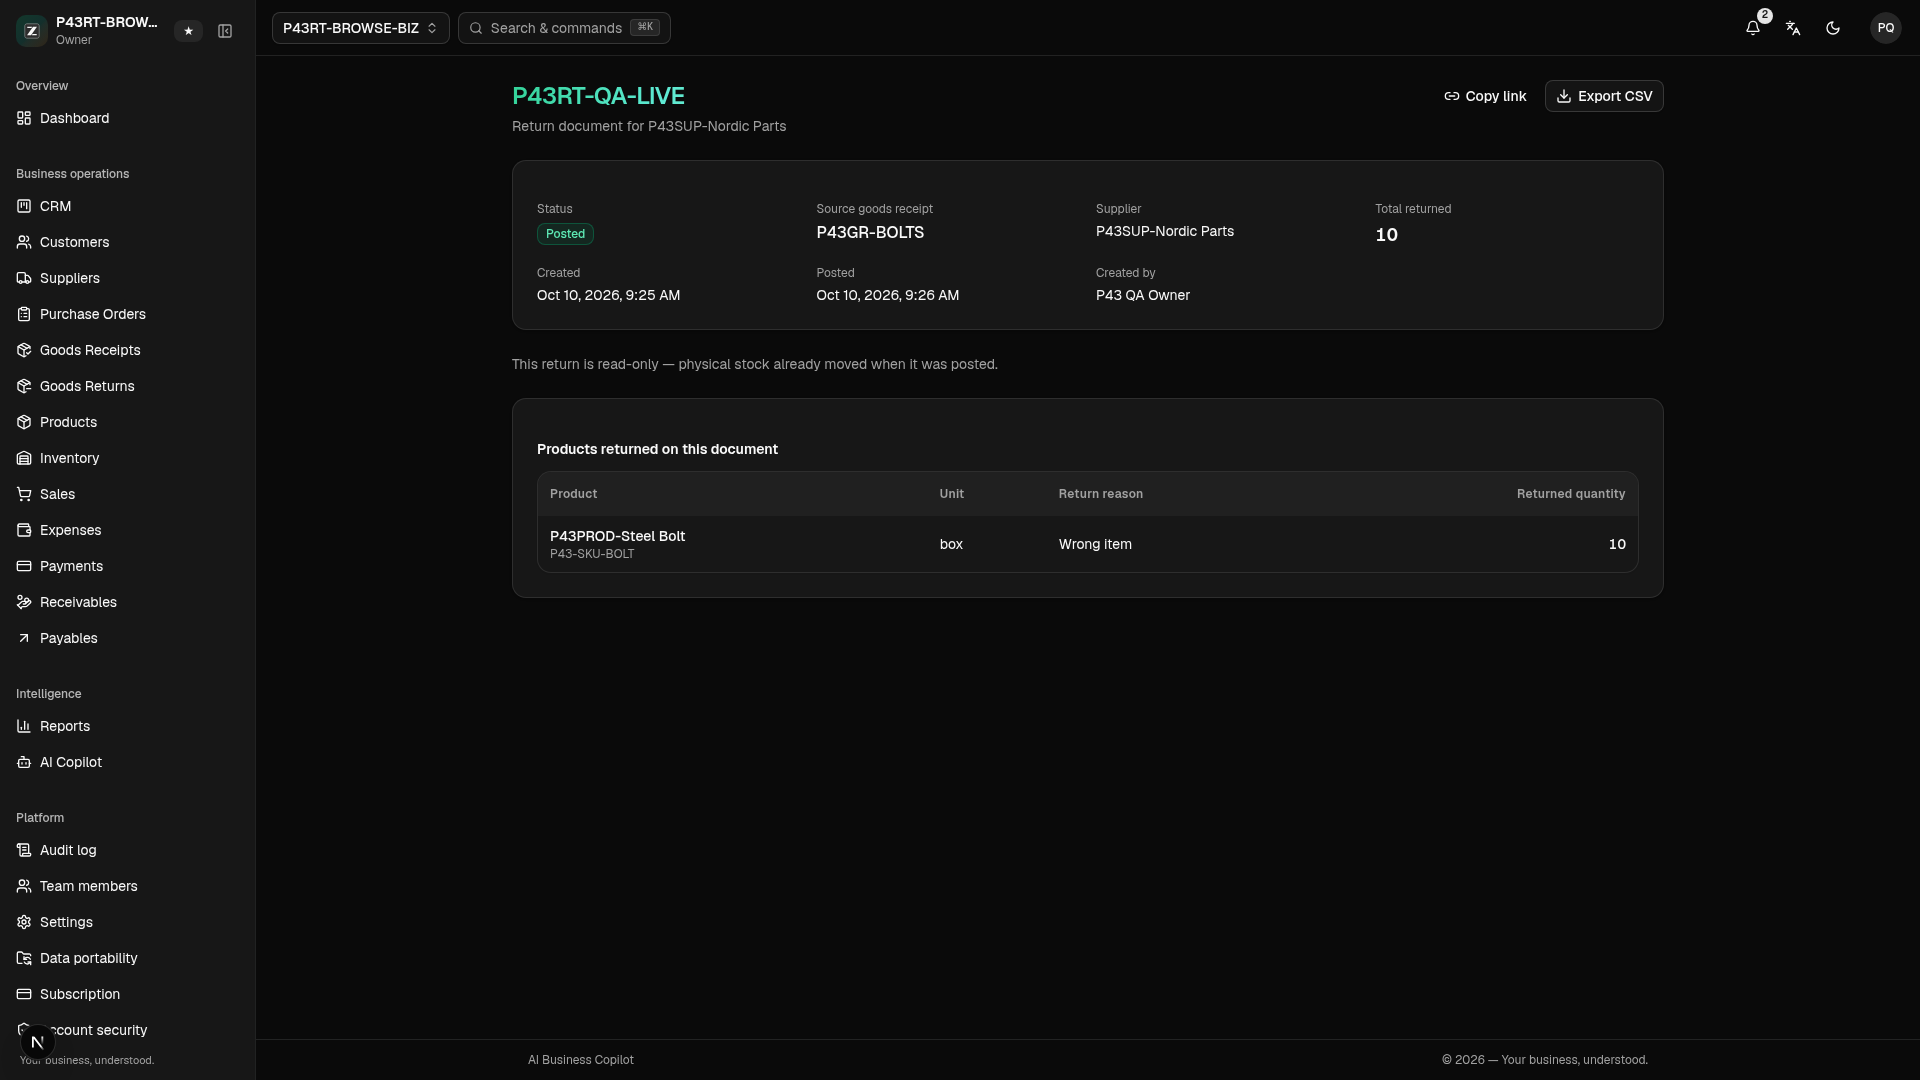 P43RT-BROW...
Owner
Overview
Dashboard
Business operations
CRM
Customers
Suppliers
Purchase Orders
Goods Receipts
Goods Returns
Products
Inventory
Sales
Expenses
Payments
Receivables
Payables
Intelligence
Reports
AI Copilot
Platform
Audit log
Team members
Settings
Data portability
Subscription
ccount security
N
Your business, understood.
P43RT-BROWSE-BIZ
Search & commands ⌘K
2
PQ
P43RT-QA-LIVE
Return document for P43SUP-Nordic Parts
Copy link
Export CSV
Status
Posted
Source goods receipt
P43GR-BOLTS
Supplier
P43SUP-Nordic Parts
Total returned
10
Created
Oct 10, 2026, 9:25 AM
Posted
Oct 10, 2026, 9:26 AM
Created by
P43 QA Owner
This return is read-only — physical stock already moved when it was posted.
Products returned on this document
Product Unit Return reason Returned quantity
P43PROD-Steel Bolt
P43-SKU-BOLT
box
Wrong item
10
AI Business Copilot
© 2026 — Your business, understood.